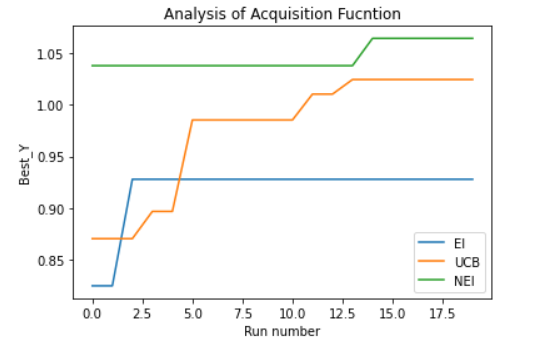 Analysis of Acquisition Fucntion
Best_Y
1.05
1.00
0.95
0.90
0.85
EI
UCB
NEI
0.0 2.5 5.0 7.5 10.0 12.5 15.0 17.5
Run number